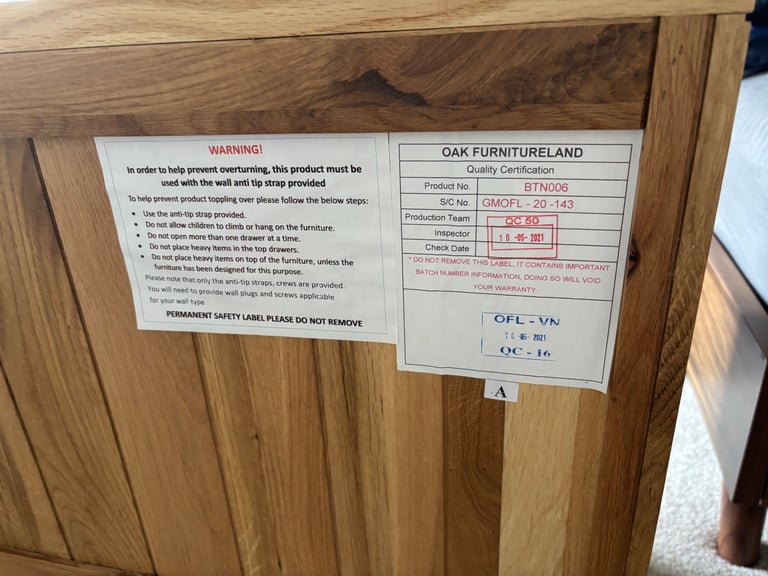 WARNING!
In order to help prevent overturning, this product must be
used with the wall anti tip strap provided
To help prevent product toppling over please follow the below steps:
• Use the anti-tip strap provided.
• Do not allow children to climb or hang on the furniture.
• Do not open more than one drawer at a time.
• Do not place heavy items in the top drawers.
• Do not place heavy items on top of the furniture, unless the
furniture has been designed for this purpose.
Please note that only the anti-tip straps, crews are provided.
You will need to provide wall plugs and screws applicable
for your wall type
PERMANENT SAFETY LABEL PLEASE DO NOT REMOVE
OAK FURNITURELAND
Quality Certification
Product No. BTN006
S/C No. GMOFL - 20 -143
Production Team QC 50
Inspector 10 -05- 2021
Check Date
* DO NOT REMOVE THIS LABEL, IT CONTAINS IMPORTANT
BATCH NUMBER INFORMATION, DOING SO WILL VOID
YOUR WARRANTY
OFL - VN
-05- 2021
QC - 16
A